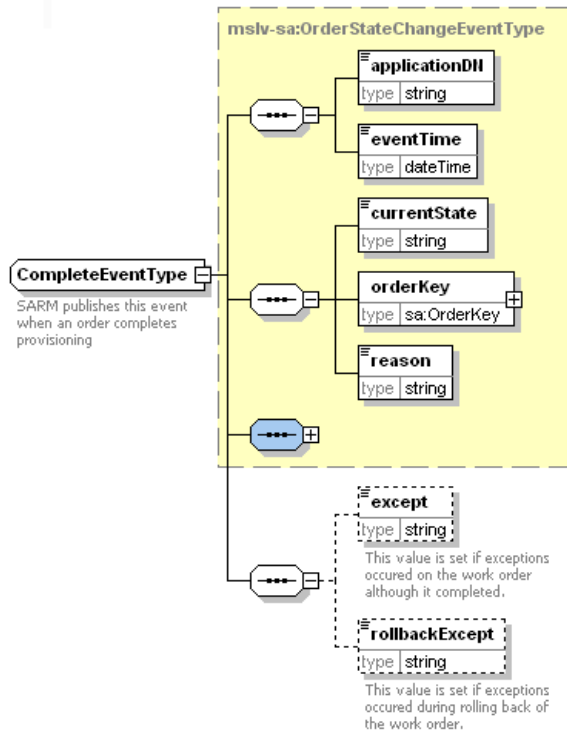 mslv-sa:OrderStateChangeEventType
applicationDN
type string
eventTime
type dateTime
currentState
type string
CompleteEventType
SARM publishes this event
when an order completes
provisioning
orderKey
type sa:OrderKey
reason
type string
except
type string
This value is set if exceptions
occured on the work order
although it completed.
rollbackExcept
type string
This value is set if exceptions
occured during rolling back of
the work order.